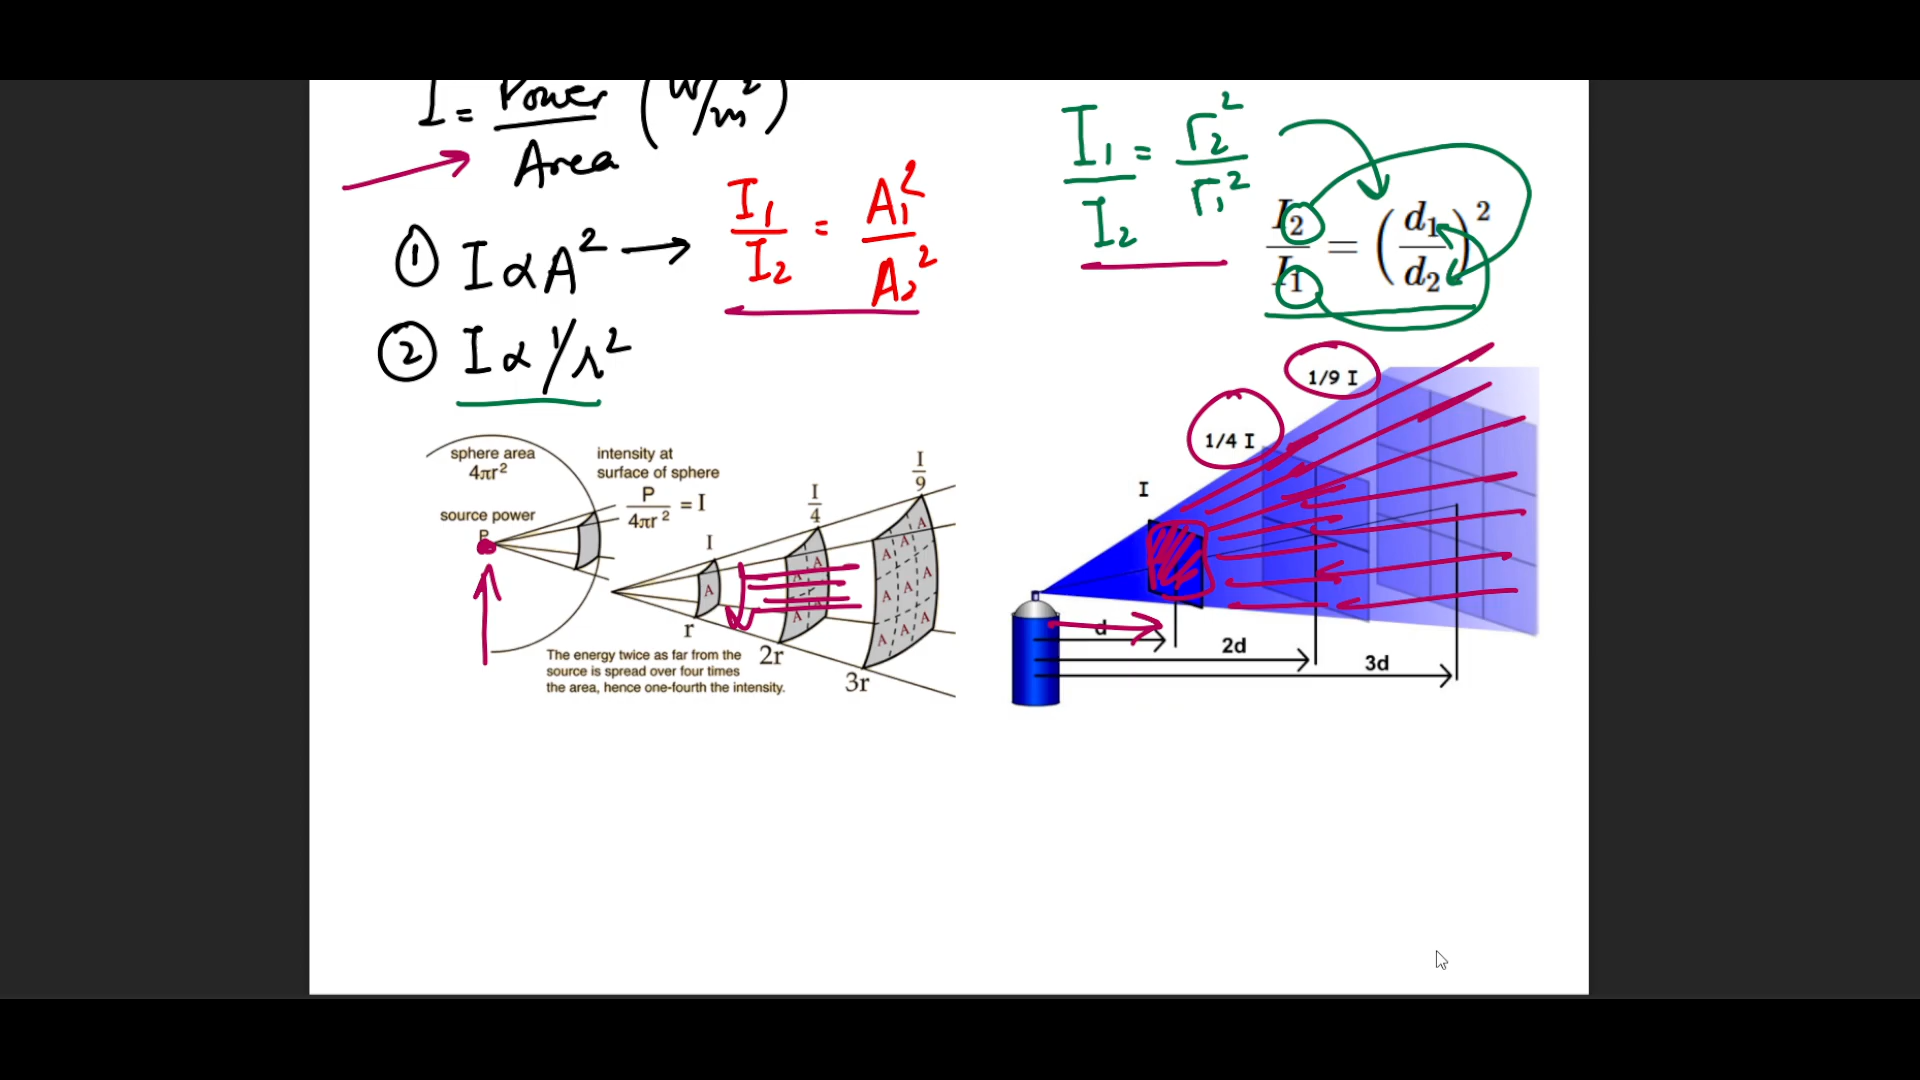 I = Power/Area (W/m²)
① I ∝ A² → I₁/I₂ = A₁²/A₂²
② I ∝ 1/r²
I₁/I₂ = r₂²/r₁²
I₂/I₁ = (d₁/d₂)²
sphere area
4πr²
source power
P
intensity at
surface of sphere
P/4πr² = I
I
I/4
I/9
A
A A A A
A A A A A A A A A
r
2r
3r
The energy twice as far from the
source is spread over four times
the area, hence one-fourth the intensity.
I
1/4 I
1/9 I
d
2d
3d